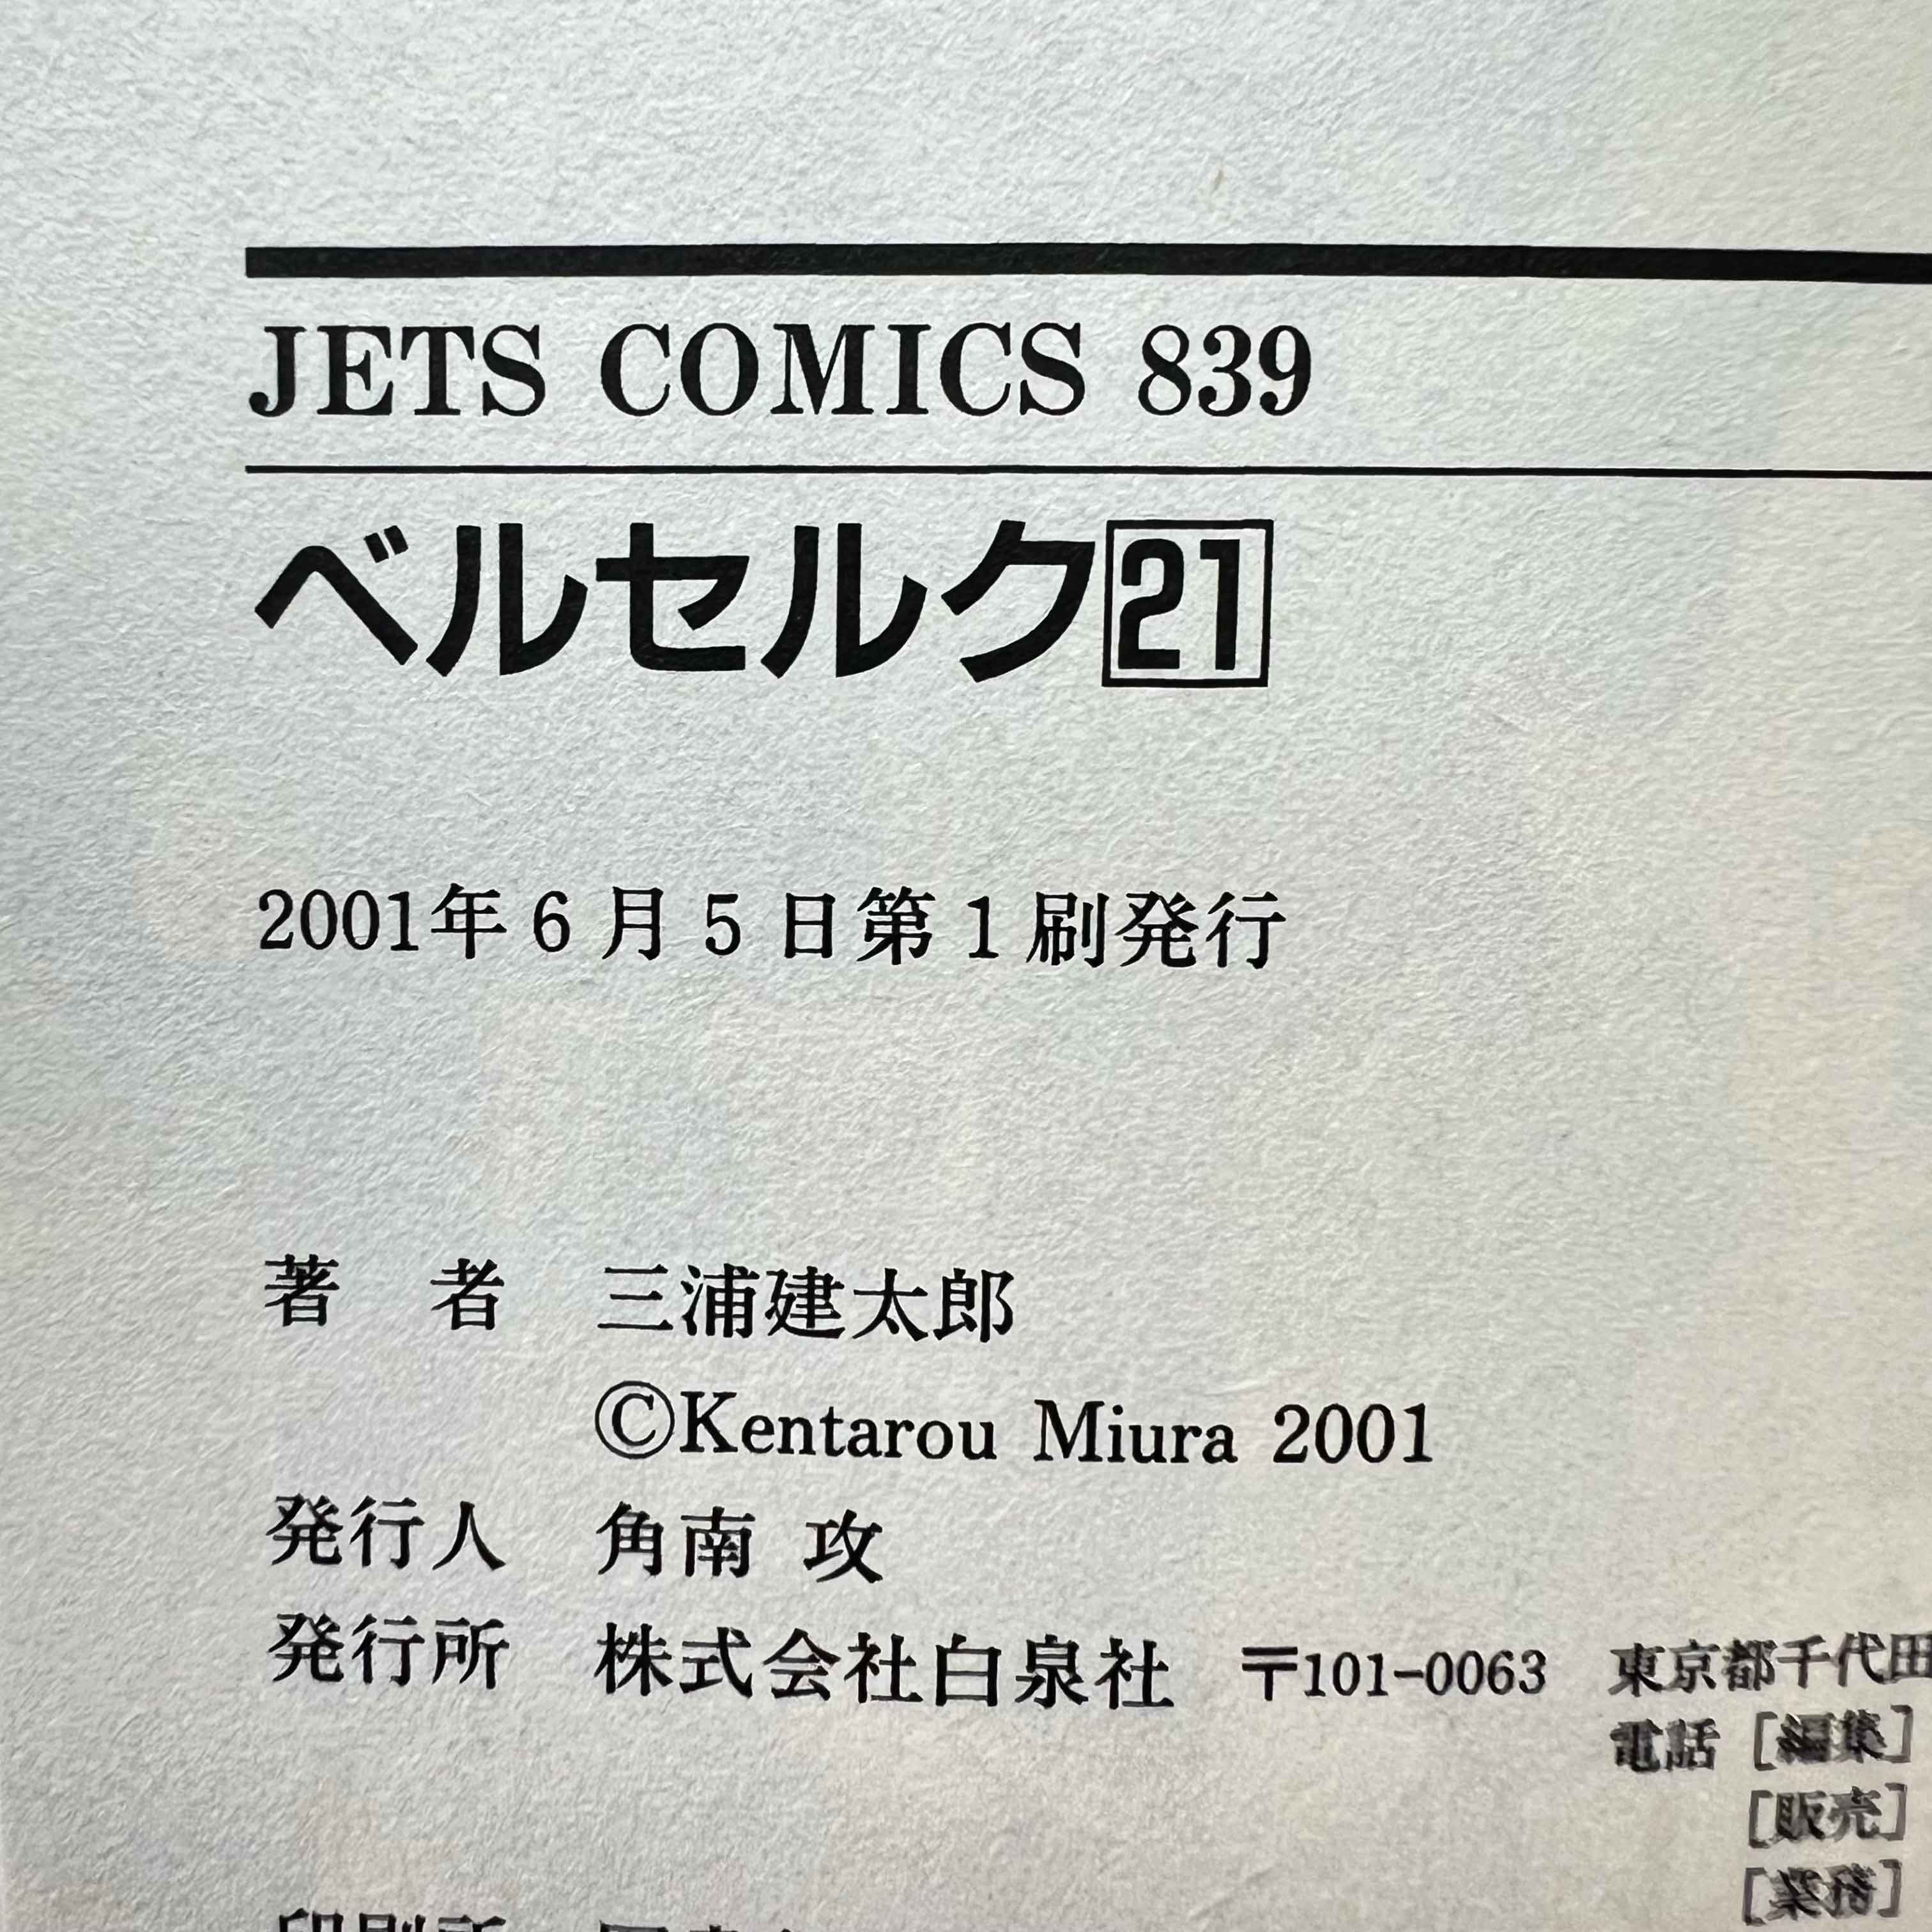 JETS COMICS 839
ベルセルク21
2001年6月5日第1刷発行
著 者 三浦建太郎
©Kentarou Miura 2001
発行人 角南 攻
発行所 株式会社白泉社 〒101-0063 東京都千代田
電話[編集]
[販売]
[業務]
印刷所